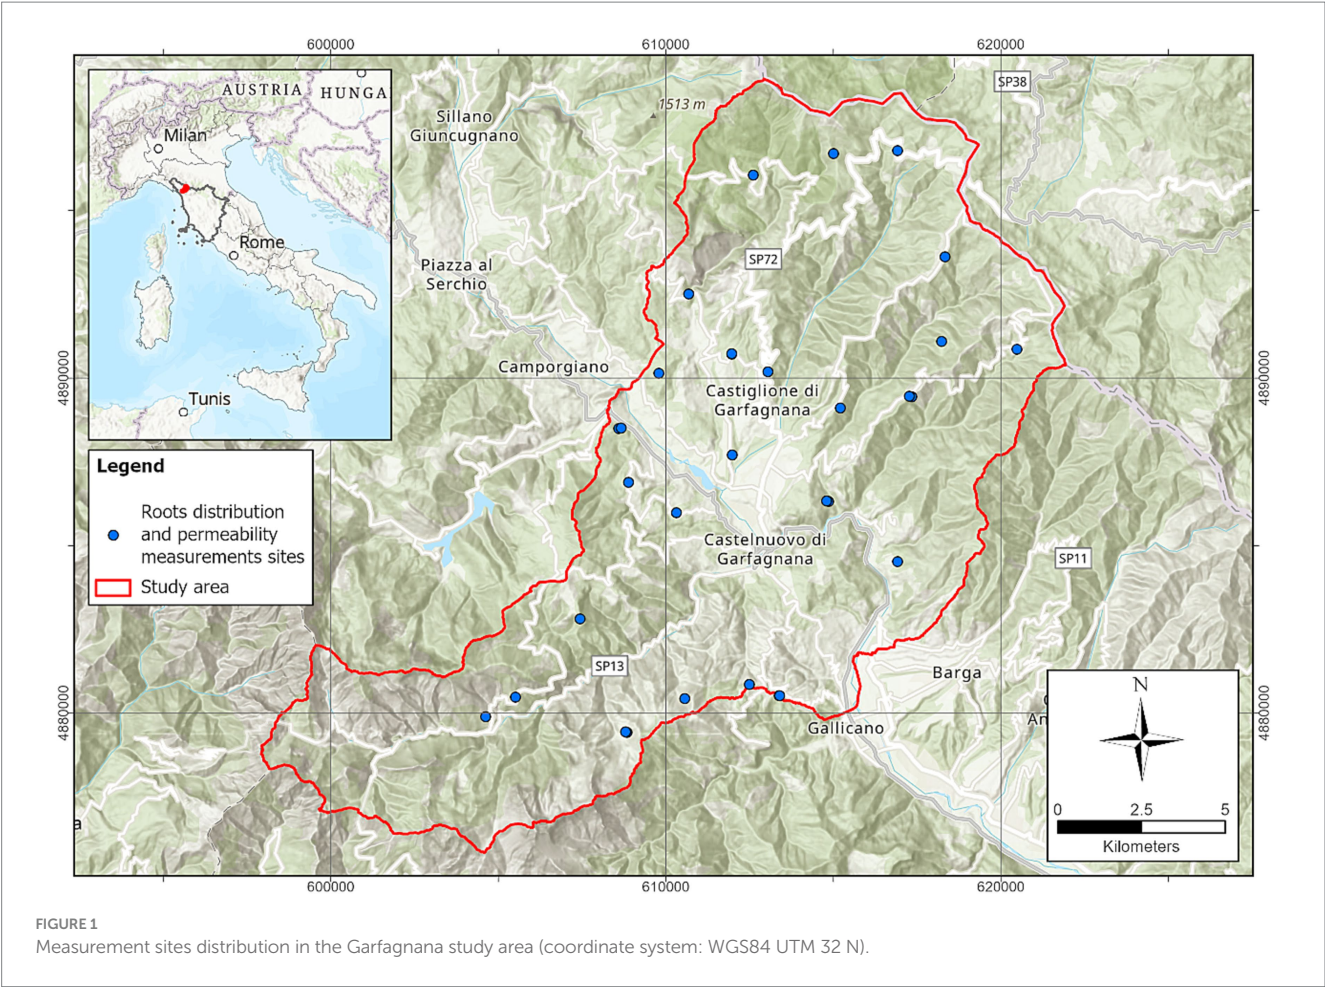 600000
610000
620000
AUSTRIA
HUNGA
Milan
Rome
Tunis
Sillano
Giuncugnano
1513 m
SP38
Piazza al
Serchio
SP72
Camporgiano
Castiglione di
Garfagnana
4890000
4890000
Legend
Roots distribution
and permeability
measurements sites
Study area
Castelnuovo di
Garfagnana
SP11
SP13
Barga
Gallicano
4880000
4880000
An
a
N
0
2.5
5
Kilometers
600000
610000
620000
FIGURE 1
Measurement sites distribution in the Garfagnana study area (coordinate system: WGS84 UTM 32 N).